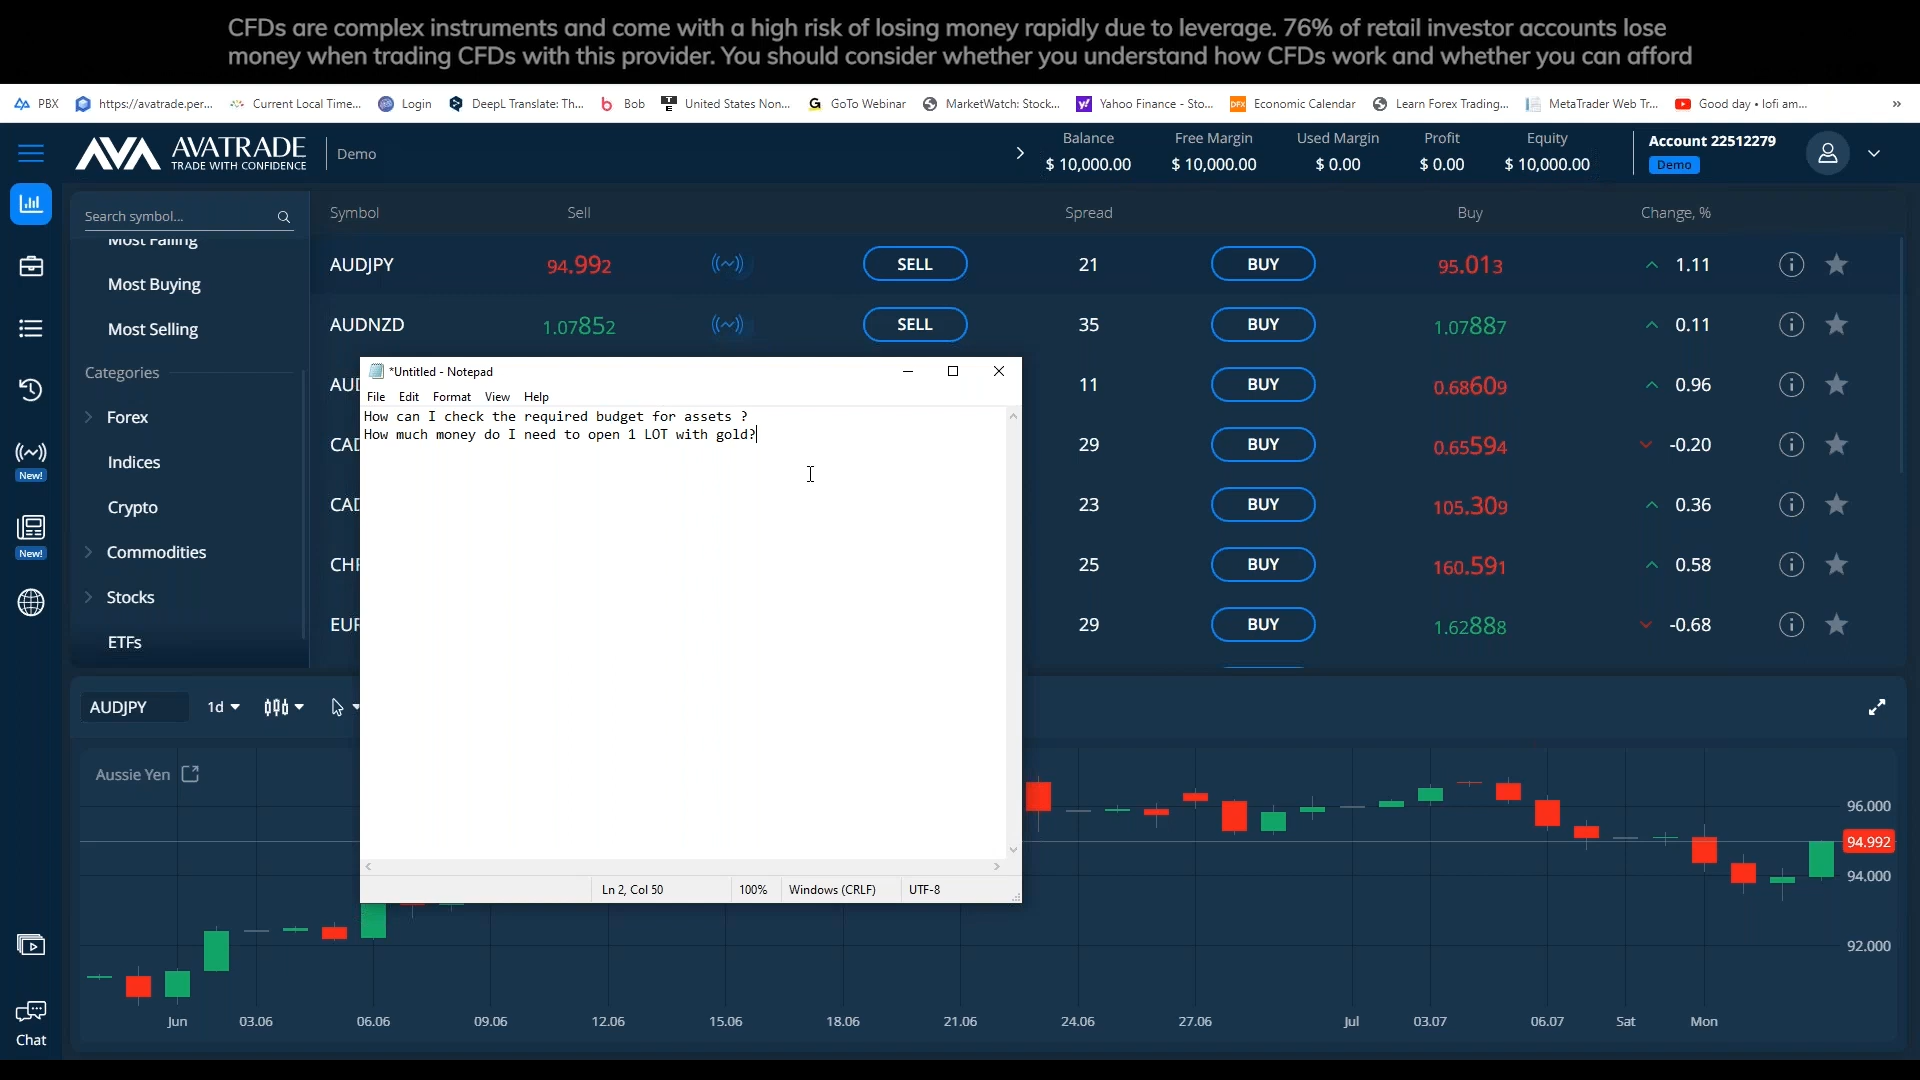 CFDs are complex instruments and come with a high risk of losing money rapidly due to leverage. 76% of retail investor accounts lose
money when trading CFDs with this provider. You should consider whether you understand how CFDs work and whether you can afford
PBX https://avatrade.per... Current Local Time... Login DeepL Translate: Th... Bob United States Non... GoTo Webinar MarketWatch: Stock... Yahoo Finance - Sto... Economic Calendar Learn Forex Trading... MetaTrader Web Tr... Good day • lofi am... »
AVATRADE
TRADE WITH CONFIDENCE
Demo
Balance Free Margin Used Margin Profit Equity
$ 10,000.00 $ 10,000.00 $ 0.00 $ 0.00 $ 10,000.00
Account 22512279
Demo
New!
New!
Chat
Search symbol...
Most Falling
Most Buying
Most Selling
Categories
Forex
Indices
Crypto
Commodities
Stocks
ETFs
Symbol Sell Spread Buy Change, %
AUDJPY 94.992 SELL 21 BUY 95.013 1.11
AUDNZD 1.07852 SELL 35 BUY 1.07887 0.11
11 BUY 0.68609 0.96
29 BUY 0.65594 -0.20
23 BUY 105.309 0.36
25 BUY 160.591 0.58
29 BUY 1.62888 -0.68
*Untitled - Notepad
File Edit Format View Help
How can I check the required budget for assets ?
How much money do I need to open 1 LOT with gold?
Ln 2, Col 50 100% Windows (CRLF) UTF-8
AUDJPY 1d
Aussie Yen
96.000
94.992
94.000
92.000
Jun 03.06 06.06 09.06 12.06 15.06 18.06 21.06 24.06 27.06 Jul 03.07 06.07 Sat Mon